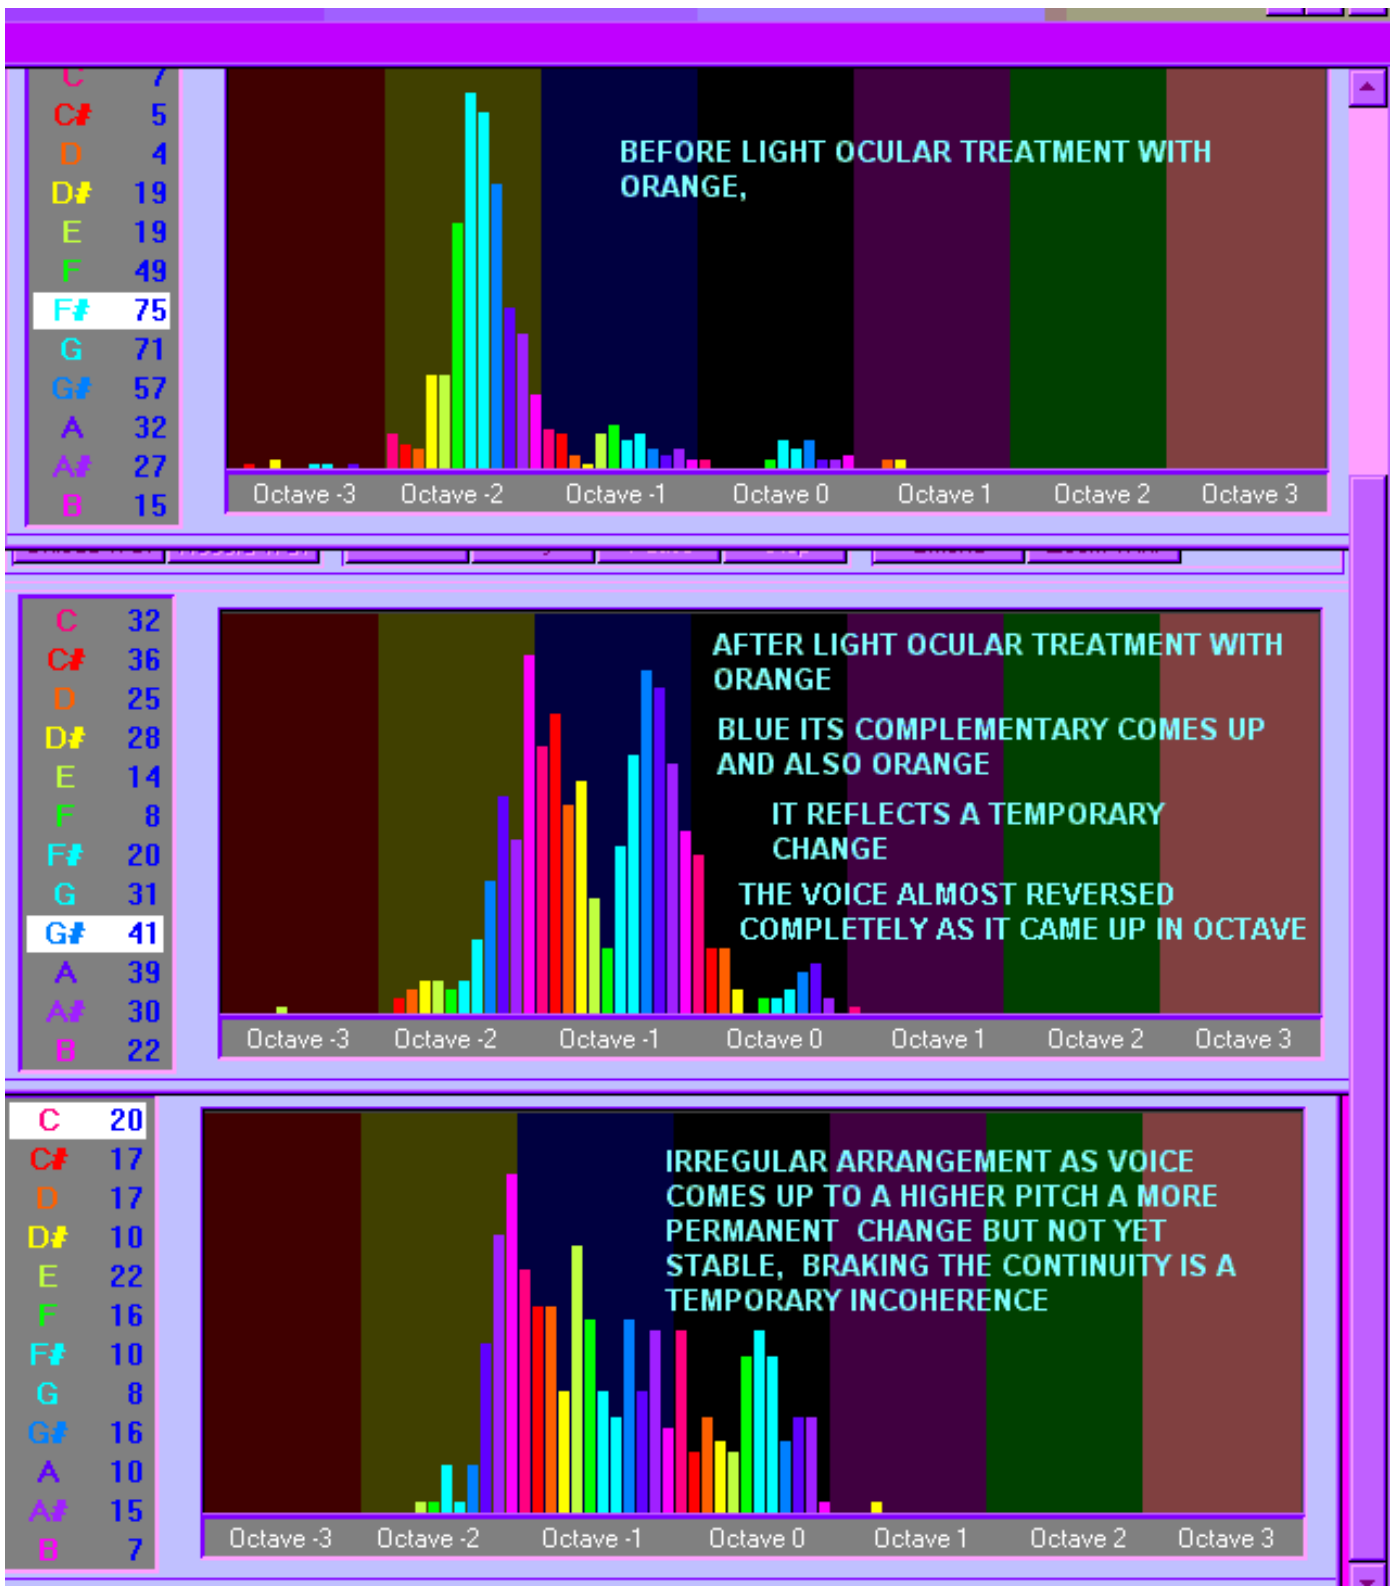 C 7
C# 5
D 4
D# 19
E 19
F 49
F# 75
G 71
G# 57
A 32
A# 27
B 15
BEFORE LIGHT OCULAR TREATMENT WITH
ORANGE,
Octave -3 Octave -2 Octave -1 Octave 0 Octave 1 Octave 2 Octave 3
C 32
C# 36
D 25
D# 28
E 14
F 8
F# 20
G 31
G# 41
A 39
A# 30
B 22
AFTER LIGHT OCULAR TREATMENT WITH
ORANGE
BLUE ITS COMPLEMENTARY COMES UP
AND ALSO ORANGE
IT REFLECTS A TEMPORARY
CHANGE
THE VOICE ALMOST REVERSED
COMPLETELY AS IT CAME UP IN OCTAVE
Octave -3 Octave -2 Octave -1 Octave 0 Octave 1 Octave 2 Octave 3
C 20
C# 17
D 17
D# 10
E 22
F 16
F# 10
G 8
G# 16
A 10
A# 15
B 7
IRREGULAR ARRANGEMENT AS VOICE
COMES UP TO A HIGHER PITCH A MORE
PERMANENT CHANGE BUT NOT YET
STABLE, BRAKING THE CONTINUITY IS A
TEMPORARY INCOHERENCE
Octave -3 Octave -2 Octave -1 Octave 0 Octave 1 Octave 2 Octave 3